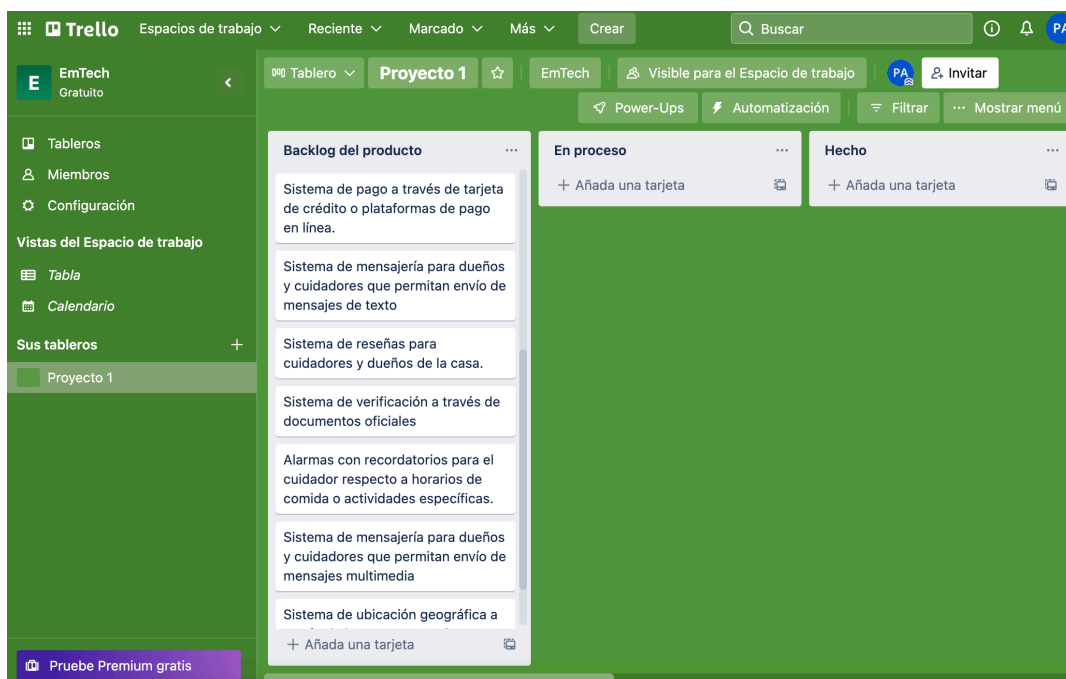 Trello
Espacios de trabajo
Reciente
Marcado
Más
Crear
Buscar
PA
E
EmTech
Gratuito
Tableros
Miembros
Configuración
Vistas del Espacio de trabajo
Tabla
Calendario
Sus tableros
Proyecto 1
Pruebe Premium gratis
Tablero
Proyecto 1
EmTech
Visible para el Espacio de trabajo
PA
Invitar
Power-Ups
Automatización
Filtrar
Mostrar menú
Backlog del producto
Sistema de pago a través de tarjeta
de crédito o plataformas de pago
en línea.
Sistema de mensajería para dueños
y cuidadores que permitan envío de
mensajes de texto
Sistema de reseñas para
cuidadores y dueños de la casa.
Sistema de verificación a través de
documentos oficiales
Alarmas con recordatorios para el
cuidador respecto a horarios de
comida o actividades específicas.
Sistema de mensajería para dueños
y cuidadores que permitan envío de
mensajes multimedia
Sistema de ubicación geográfica a
Añada una tarjeta
En proceso
Añada una tarjeta
Hecho
Añada una tarjeta